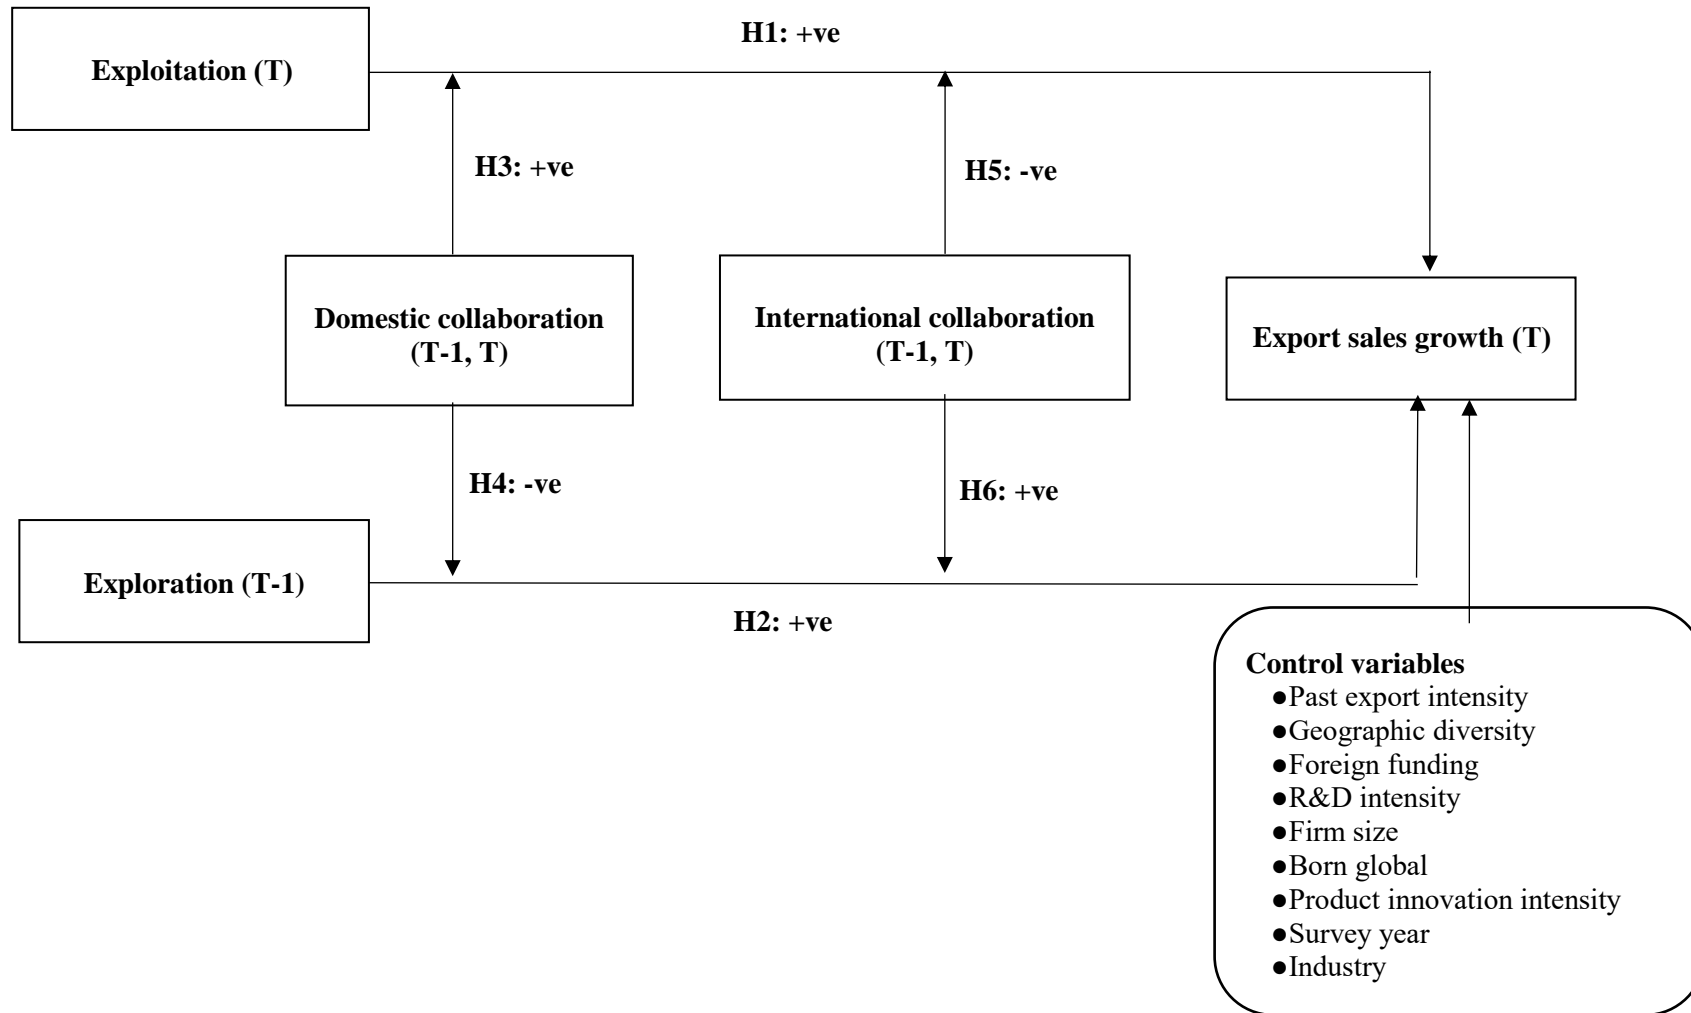 H1: +ve
Exploitation (T)
H3: +ve
H5: -ve
Domestic collaboration
(T-1, T)
International collaboration
(T-1, T)
Export sales growth (T)
H4: -ve
H6: +ve
Exploration (T-1)
H2: +ve
Control variables
●Past export intensity
●Geographic diversity
●Foreign funding
●R&D intensity
●Firm size
●Born global
●Product innovation intensity
●Survey year
●Industry